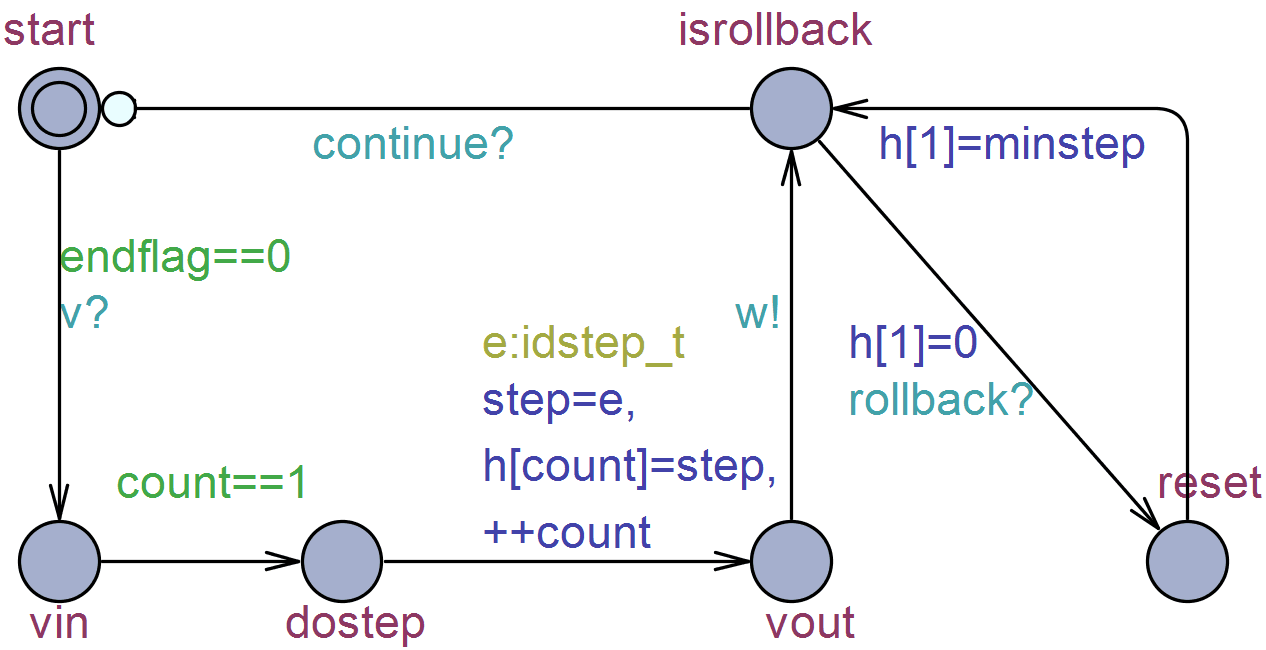 start
isrollback
continue?
h[1]=minstep
endflag==0
v?
w!
e:idstep_t
step=e,
h[count]=step,
++count
h[1]=0
rollback?
count==1
reset
vin
dostep
vout